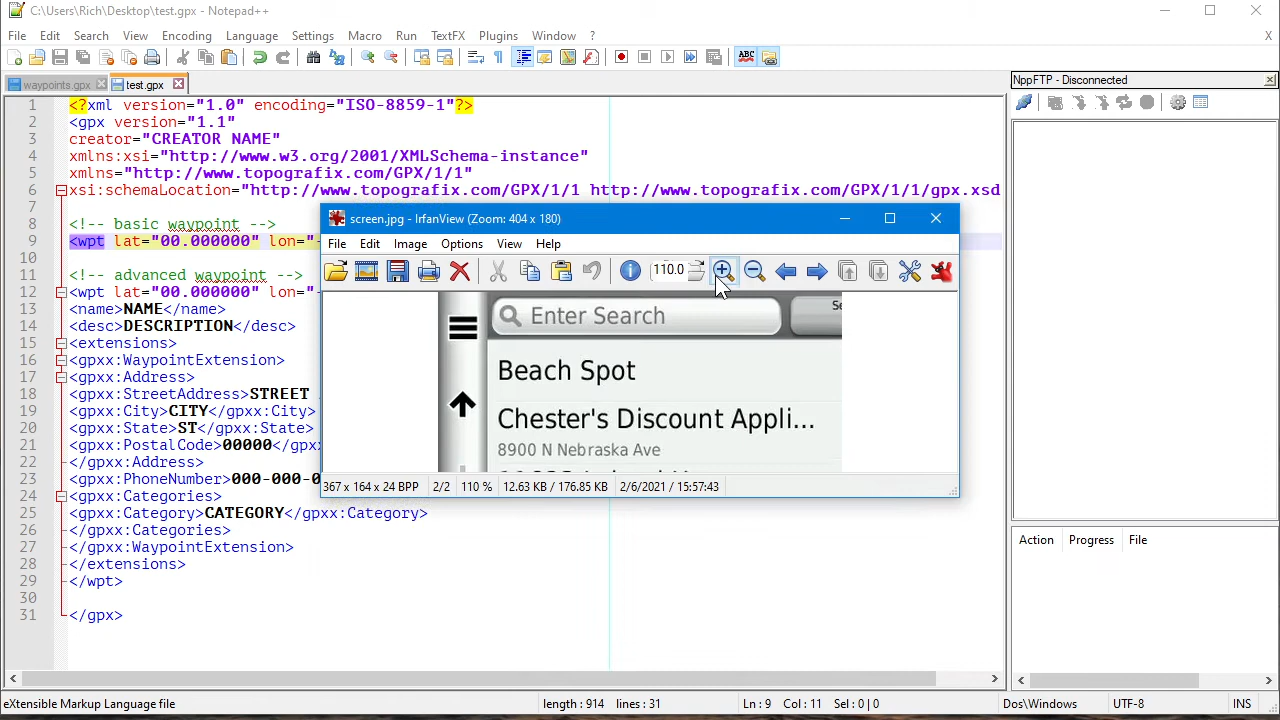 C:\Users\Rich\Desktop\test.gpx - Notepad++
File Edit Search View Encoding Language Settings Macro Run TextFX Plugins Window ? X
ABC
waypoints.gpx test.gpx
NppFTP - Disconnected
1 <?xml version="1.0" encoding="ISO-8859-1"?>
2 <gpx version="1.1"
3 creator="CREATOR NAME"
4 xmlns:xsi="http://www.w3.org/2001/XMLSchema-instance"
5 xmlns="http://www.topografix.com/GPX/1/1"
6 xsi:schemaLocation="http://www.topografix.com/GPX/1/1 http://www.topografix.com/GPX/1/1/gpx.xsd
7
8 <!-- basic waypoint -->
9 <wpt lat="00.000000" lon="-
10
11 <!-- advanced waypoint -->
12 <wpt lat="00.000000" lon="-
13 <name>NAME</name>
14 <desc>DESCRIPTION</desc>
15 <extensions>
16 <gpxx:WaypointExtension>
17 <gpxx:Address>
18 <gpxx:StreetAddress>STREET
19 <gpxx:City>CITY</gpxx:City>
20 <gpxx:State>ST</gpxx:State>
21 <gpxx:PostalCode>00000</gpxx
22 </gpxx:Address>
23 <gpxx:PhoneNumber>000-000-0
24 <gpxx:Categories>
25 <gpxx:Category>CATEGORY</gpxx:Category>
26 </gpxx:Categories>
27 </gpxx:WaypointExtension>
28 </extensions>
29 </wpt>
30
31 </gpx>
screen.jpg - IrfanView (Zoom: 404 x 180)
File Edit Image Options View Help
110.0
Enter Search Se
Beach Spot
Chester's Discount Appli...
8900 N Nebraska Ave
367 x 164 x 24 BPP 2/2 110 % 12.63 KB / 176.85 KB 2/6/2021 / 15:57:43
Action Progress File
eXtensible Markup Language file length : 914 lines : 31 Ln : 9 Col : 11 Sel : 0 | 0 Dos\Windows UTF-8 INS